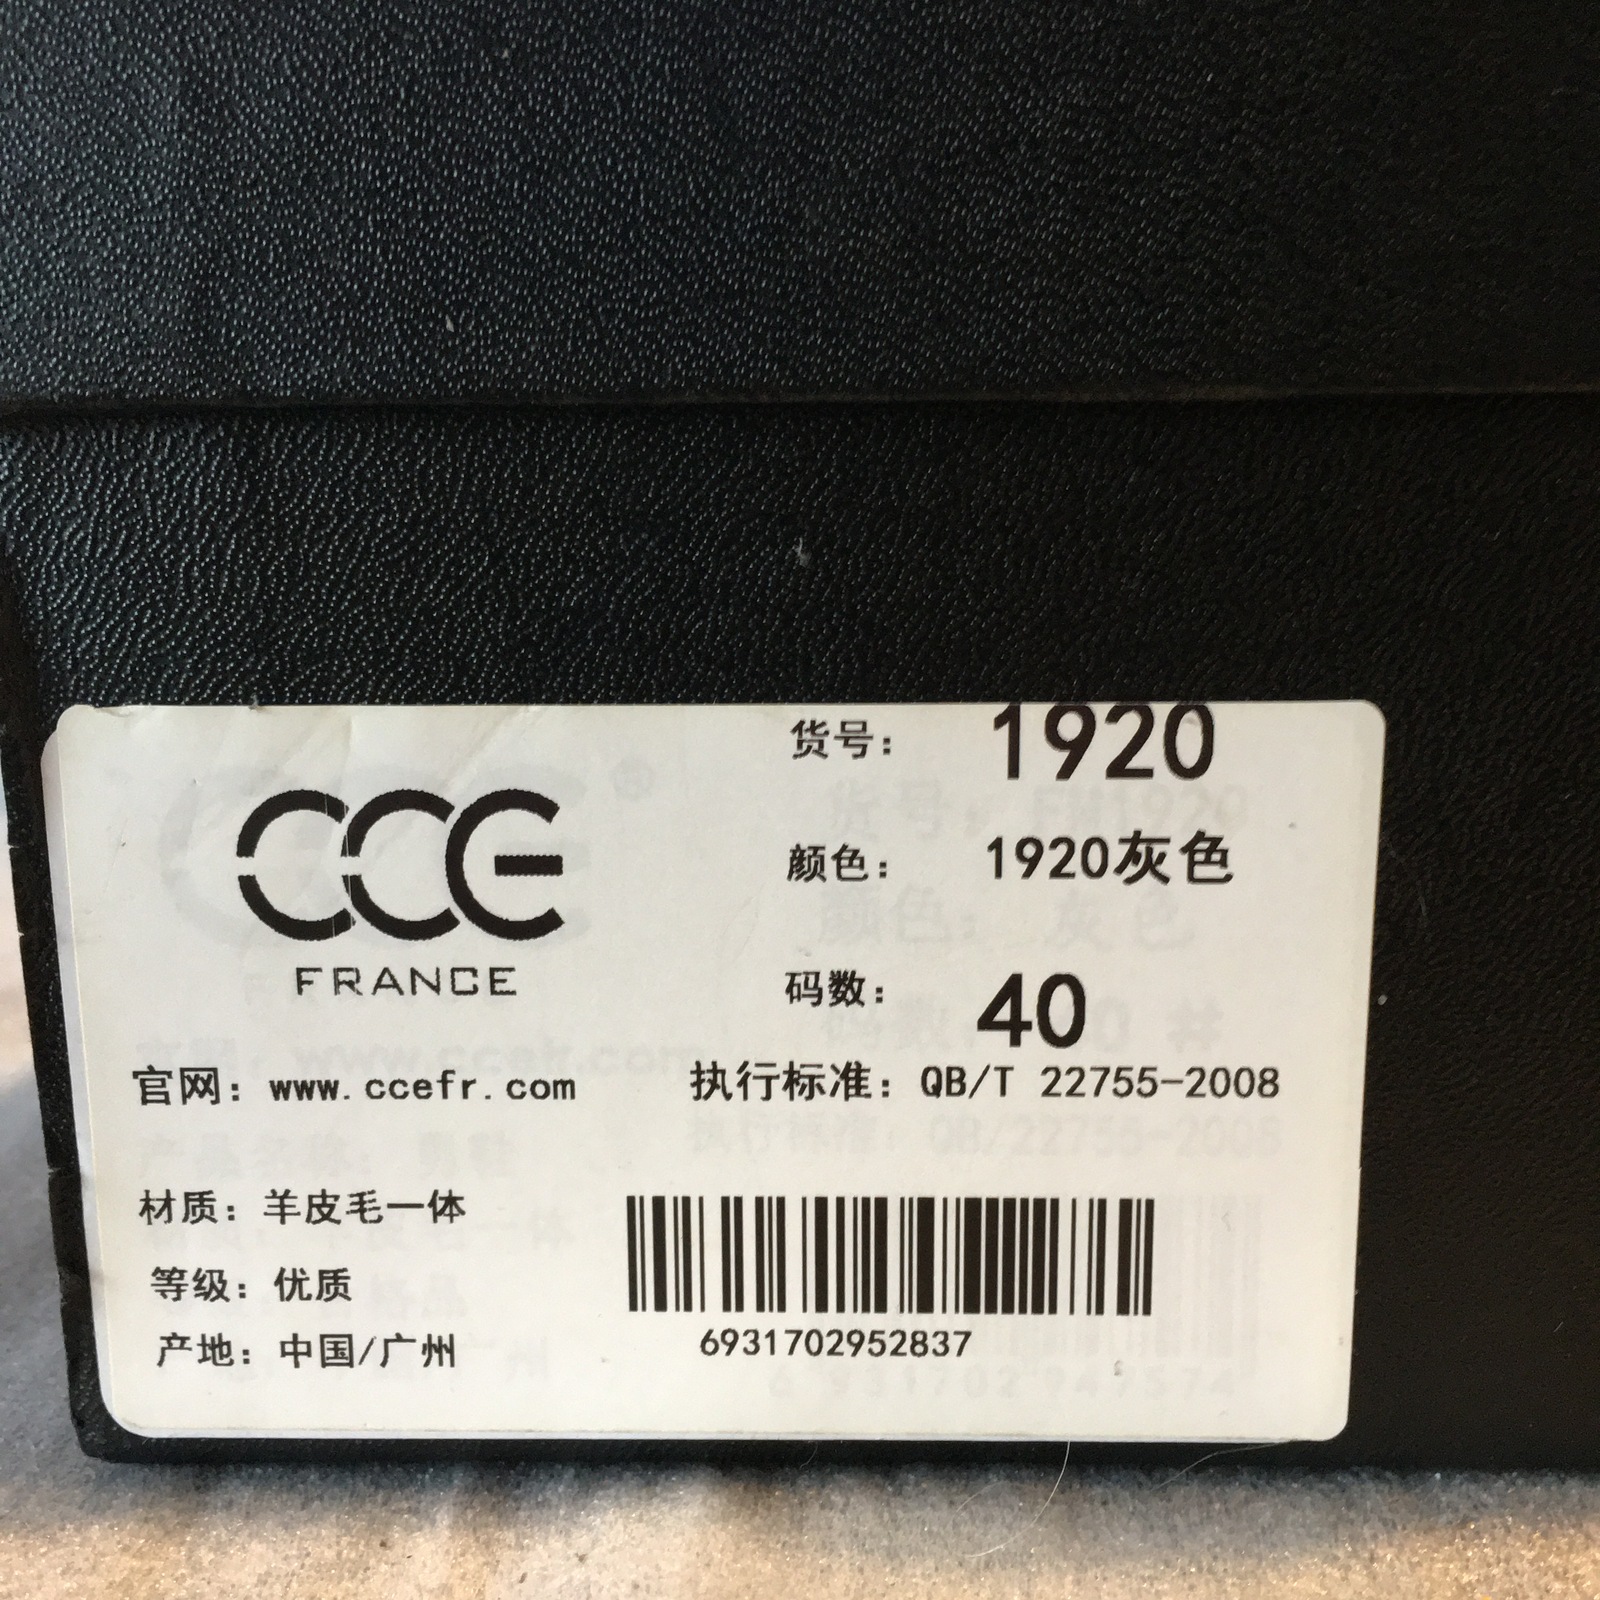 货号: 1920
颜色: 1920灰色
码数: 40
CCE
FRANCE
官网: www.ccefr.com
执行标准: QB/T 22755-2008
材质: 羊皮毛一体
等级: 优质
产地: 中国/广州
6931702952837